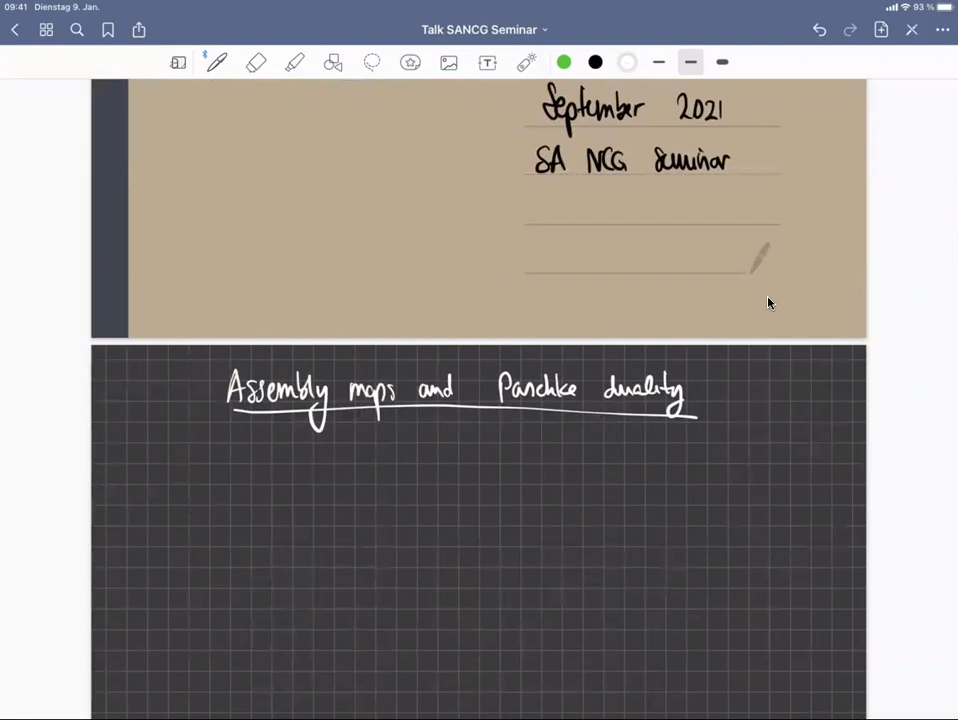 09:41 Dienstag 9. Jan. 93 %
Talk SANCG Seminar
September 2021
SA NCG Seminar
Assembly maps and Paschke duality